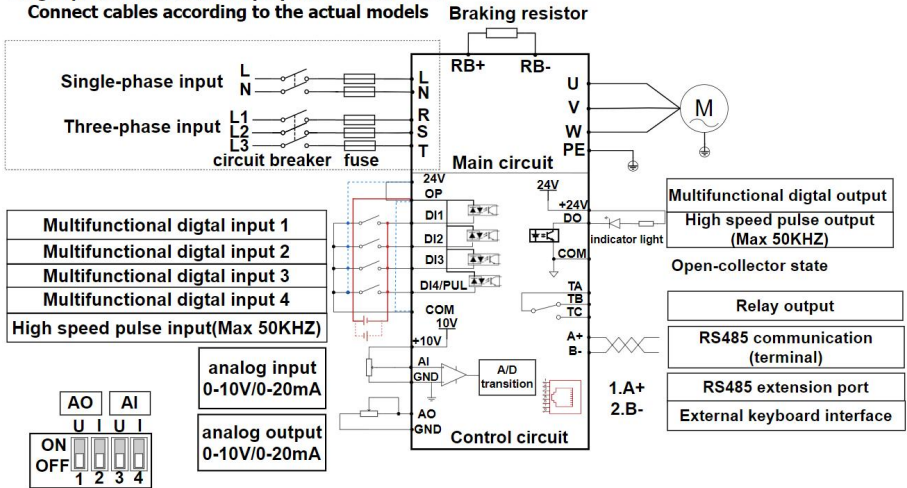 Connect cables according to the actual models
Braking resistor
RB+ RB-
Single-phase input
L
N
L
N
Three-phase input
L1
L2
L3
R
S
T
circuit breaker fuse
Main circuit
U
V
W
PE
M
24V
OP
DI1
DI2
DI3
DI4/PUL
COM
10V
+10V
AI
GND
AO
GND
Multifunctional digtal input 1
Multifunctional digtal input 2
Multifunctional digtal input 3
Multifunctional digtal input 4
High speed pulse input(Max 50KHZ)
analog input
0-10V/0-20mA
analog output
0-10V/0-20mA
A/D
transition
Control circuit
24V
+24V
DO
COM
TA
TB
TC
A+
B-
indicator light
Multifunctional digtal output
High speed pulse output
(Max 50KHZ)
Open-collector state
Relay output
RS485 communication
(terminal)
1.A+
2.B-
RS485 extension port
External keyboard interface
AO AI
U I U I
ON
OFF
1 2 3 4